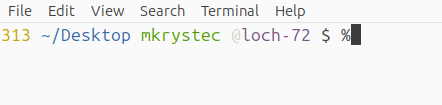 File Edit View Search Terminal Help
313 ~/Desktop mkrystec @loch-72 $ %